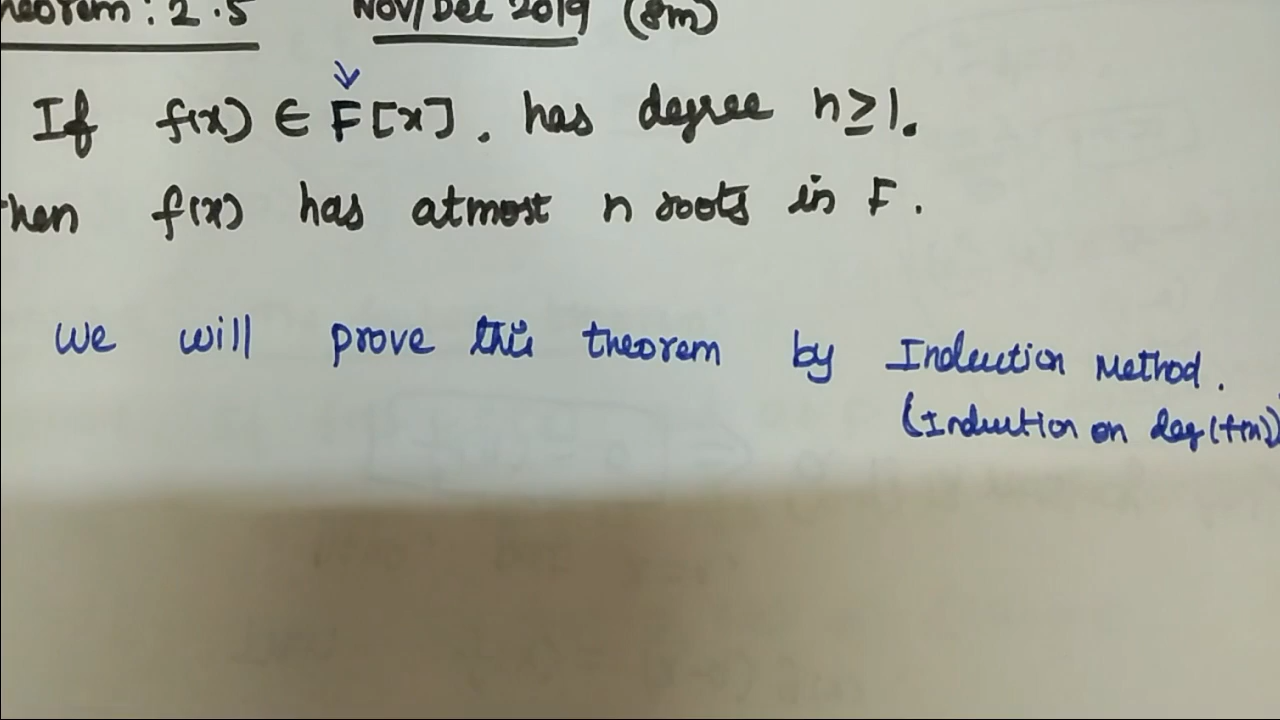 heorem: 2.5 Nov/Dec 2019 (8m)
If f(x) ∈ F[x], has degree n≥1.
then f(x) has atmost n roots in F.
We will prove this theorem by Induction Method.
(Induction on deg(f(x))